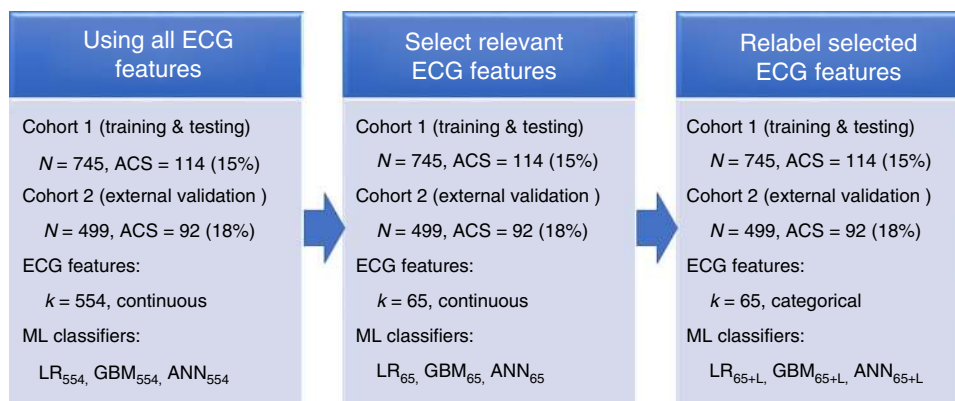 Using all ECG
features
Cohort 1 (training & testing)
N = 745, ACS = 114 (15%)
Cohort 2 (external validation )
N = 499, ACS = 92 (18%)
ECG features:
k = 554, continuous
ML classifiers:
LR554, GBM554, ANN554
Select relevant
ECG features
Cohort 1 (training & testing)
N = 745, ACS = 114 (15%)
Cohort 2 (external validation )
N = 499, ACS = 92 (18%)
ECG features:
k = 65, continuous
ML classifiers:
LR65, GBM65, ANN65
Relabel selected
ECG features
Cohort 1 (training & testing)
N = 745, ACS = 114 (15%)
Cohort 2 (external validation )
N = 499, ACS = 92 (18%)
ECG features:
k = 65, categorical
ML classifiers:
LR65+L, GBM65+L, ANN65+L